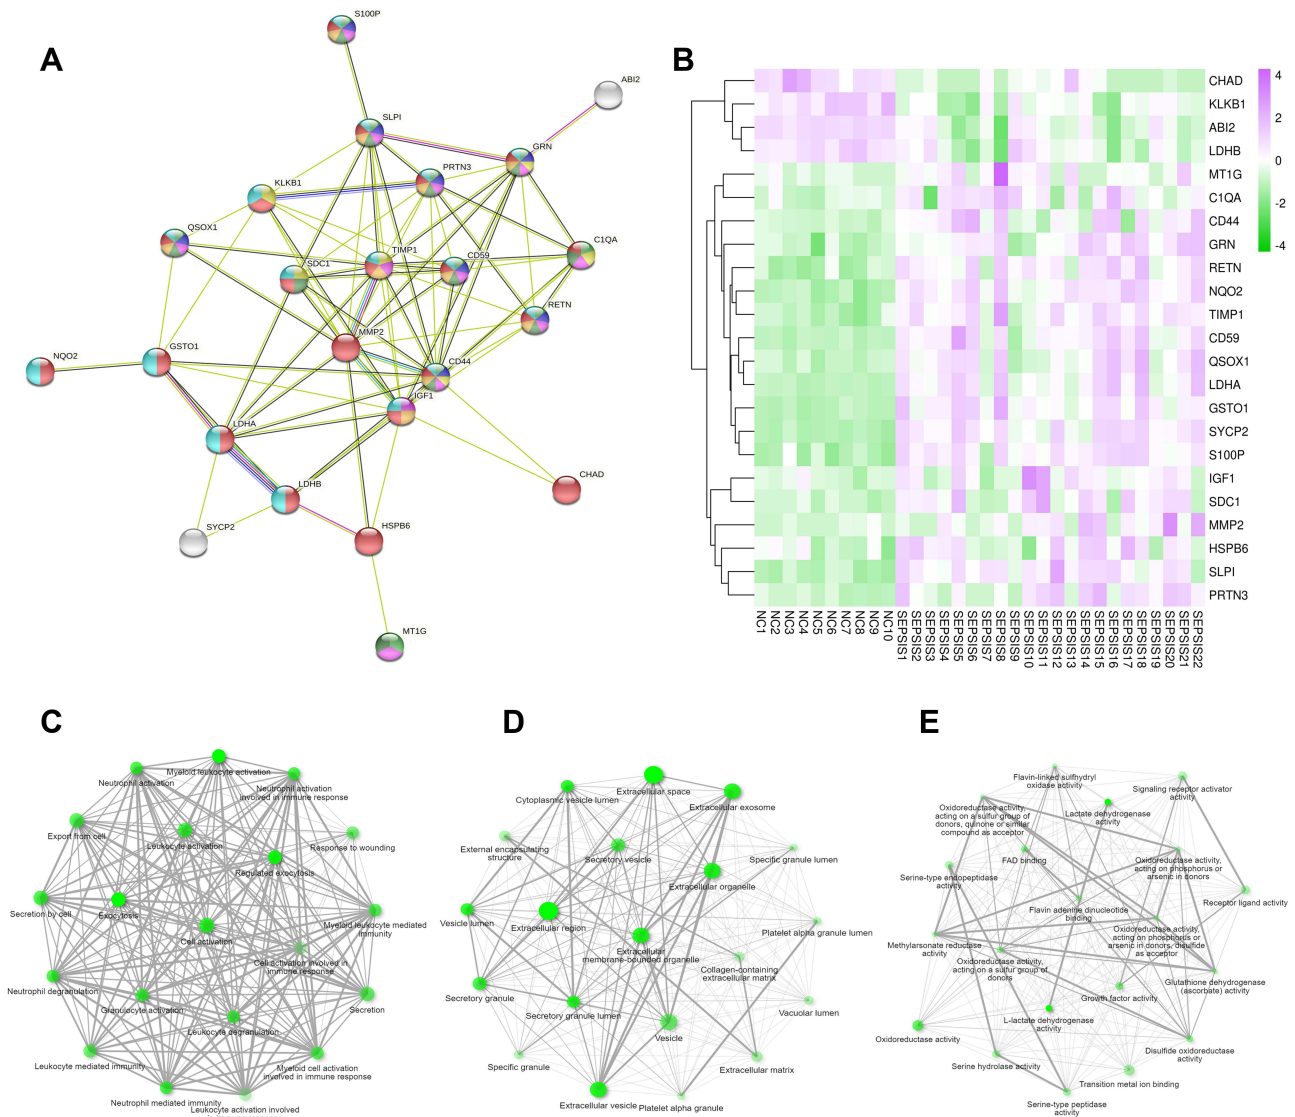 A
S100P
ABI2
SLPI
GRN
PRTN3
KLKB1
QSOX1
C1QA
TIMP1
CD59
SDC1
RETN
MMP2
GSTO1
NQO2
CD44
IGF1
LDHA
LDHB
CHAD
SYCP2
HSPB6
MT1G
B
CHAD
KLKB1
ABI2
LDHB
MT1G
C1QA
CD44
GRN
RETN
NQO2
TIMP1
CD59
QSOX1
LDHA
GSTO1
SYCP2
S100P
IGF1
SDC1
MMP2
HSPB6
SLPI
PRTN3
4
2
0
-2
-4
NC1
NC2
NC3
NC4
NC5
NC6
NC7
NC8
NC9
NC10
SEPSIS1
SEPSIS2
SEPSIS3
SEPSIS4
SEPSIS5
SEPSIS6
SEPSIS7
SEPSIS8
SEPSIS9
SEPSIS10
SEPSIS11
SEPSIS12
SEPSIS13
SEPSIS14
SEPSIS15
SEPSIS16
SEPSIS17
SEPSIS18
SEPSIS19
SEPSIS20
SEPSIS21
SEPSIS22
C
Myeloid leukocyte activation
Neutrophil activation
Neutrophil activation
involved in immune response
Export from cell
Leukocyte activation
Response to wounding
Regulated exocytosis
Secretion by cell
Exocytosis
Myeloid leukocyte mediated
immunity
Cell activation
Cell activation involved in
immune response
Neutrophil degranulation
Granulocyte activation
Secretion
Leukocyte degranulation
Leukocyte mediated immunity
Myeloid cell activation
involved in immune response
Neutrophil mediated immunity
Leukocyte activation involved
D
Extracellular space
Cytoplasmic vesicle lumen
Extracellular exosome
External encapsulating
structure
Secretory vesicle
Specific granule lumen
Extracellular organelle
Vesicle lumen
Extracellular region
Platelet alpha granule lumen
Extracellular
membrane-bounded organelle
Collagen-containing
extracellular matrix
Secretory granule
Secretory granule lumen
Vacuolar lumen
Vesicle
Specific granule
Extracellular matrix
Extracellular vesicle
Platelet alpha granule
E
Flavin-linked sulfhydryl
oxidase activity
Signaling receptor activator
activity
Oxidoreductase activity,
acting on a sulfur group of
donors, quinone or similar
compound as acceptor
Lactate dehydrogenase
activity
FAD binding
Oxidoreductase activity,
acting on phosphorus or
arsenic in donors
Serine-type endopeptidase
activity
Receptor ligand activity
Flavin adenine dinucleotide
binding
Oxidoreductase activity,
acting on phosphorus or
arsenic in donors, disulfide
as acceptor
Methylarsonate reductase
activity
Oxidoreductase activity,
acting on a sulfur group of
donors
Glutathione dehydrogenase
(ascorbate) activity
Growth factor activity
L-lactate dehydrogenase
activity
Oxidoreductase activity
Disulfide oxidoreductase
activity
Serine hydrolase activity
Transition metal ion binding
Serine-type peptidase
activity